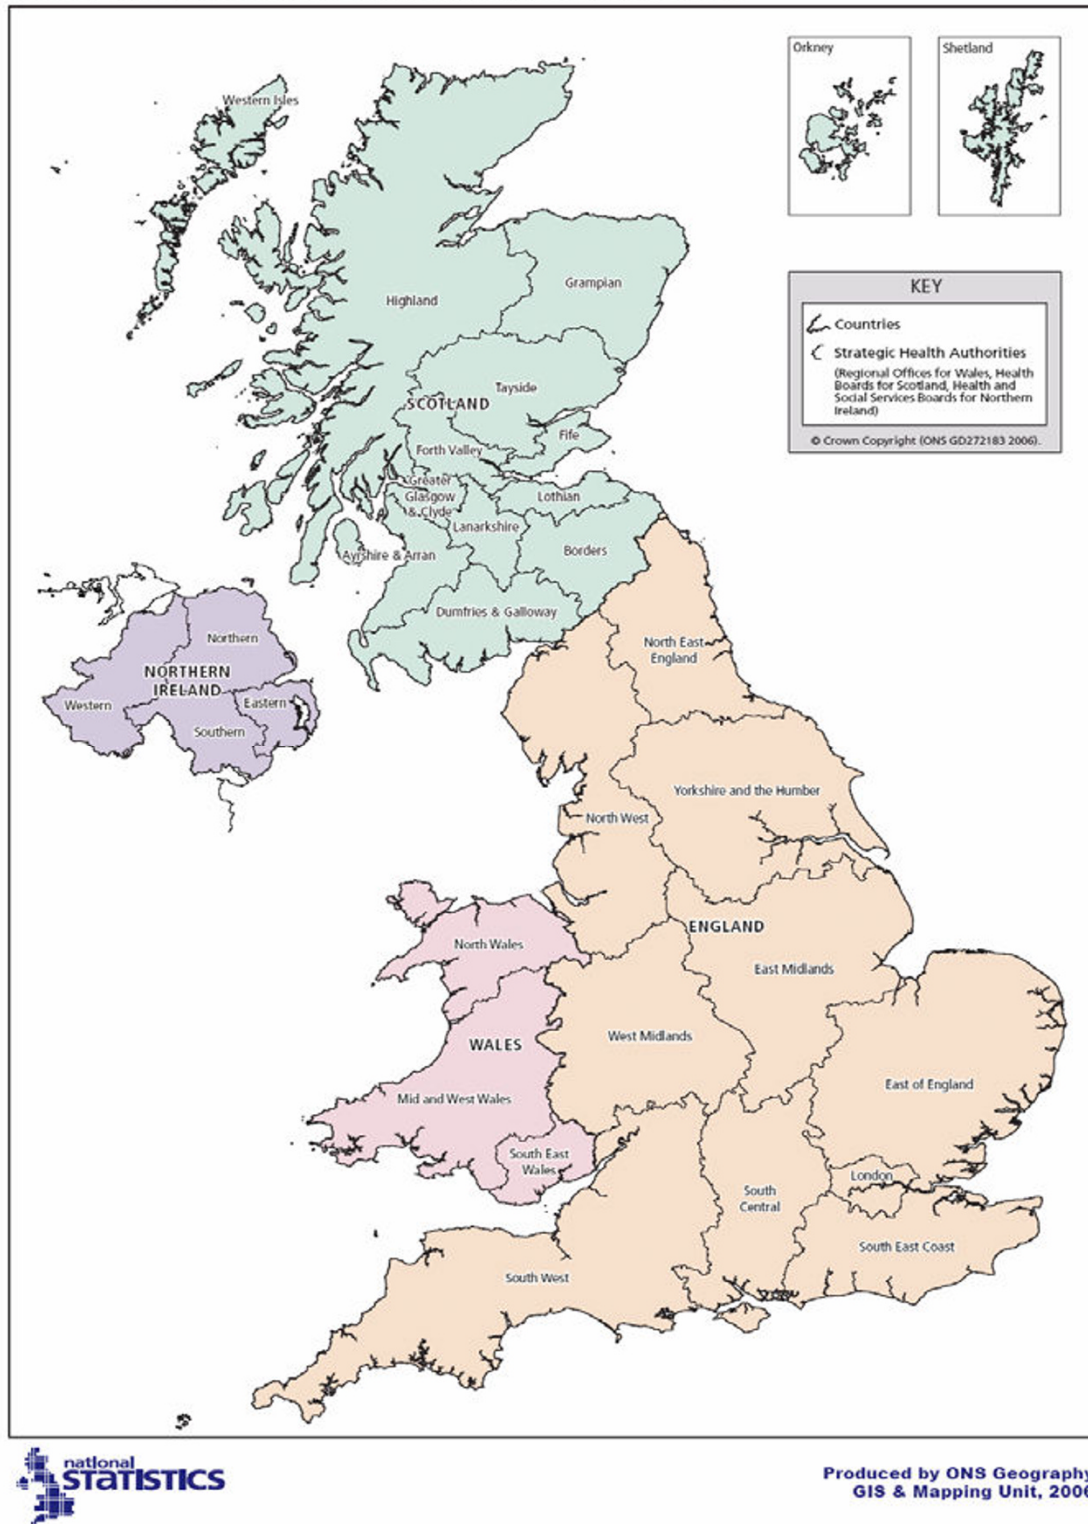 Orkney
Shetland
Western Isles
KEY
Countries
Strategic Health Authorities
(Regional Offices for Wales, Health
Boards for Scotland, Health and
Social Services Boards for Northern
Ireland)
© Crown Copyright (ONS GD272183 2006).
Grampian
Highland
Tayside
SCOTLAND
Fife
Forth Valley
Greater
Glasgow
& Clyde
Lothian
Lanarkshire
Ayrshire & Arran
Borders
Dumfries & Galloway
Northern
NORTHERN
IRELAND
Western
Eastern
Southern
North East
England
Yorkshire and the Humber
North West
ENGLAND
East Midlands
North Wales
WALES
West Midlands
Mid and West Wales
East of England
South East
Wales
London
South
Central
South East Coast
South West
national
STATISTICS
Produced by ONS Geography
GIS & Mapping Unit, 2006